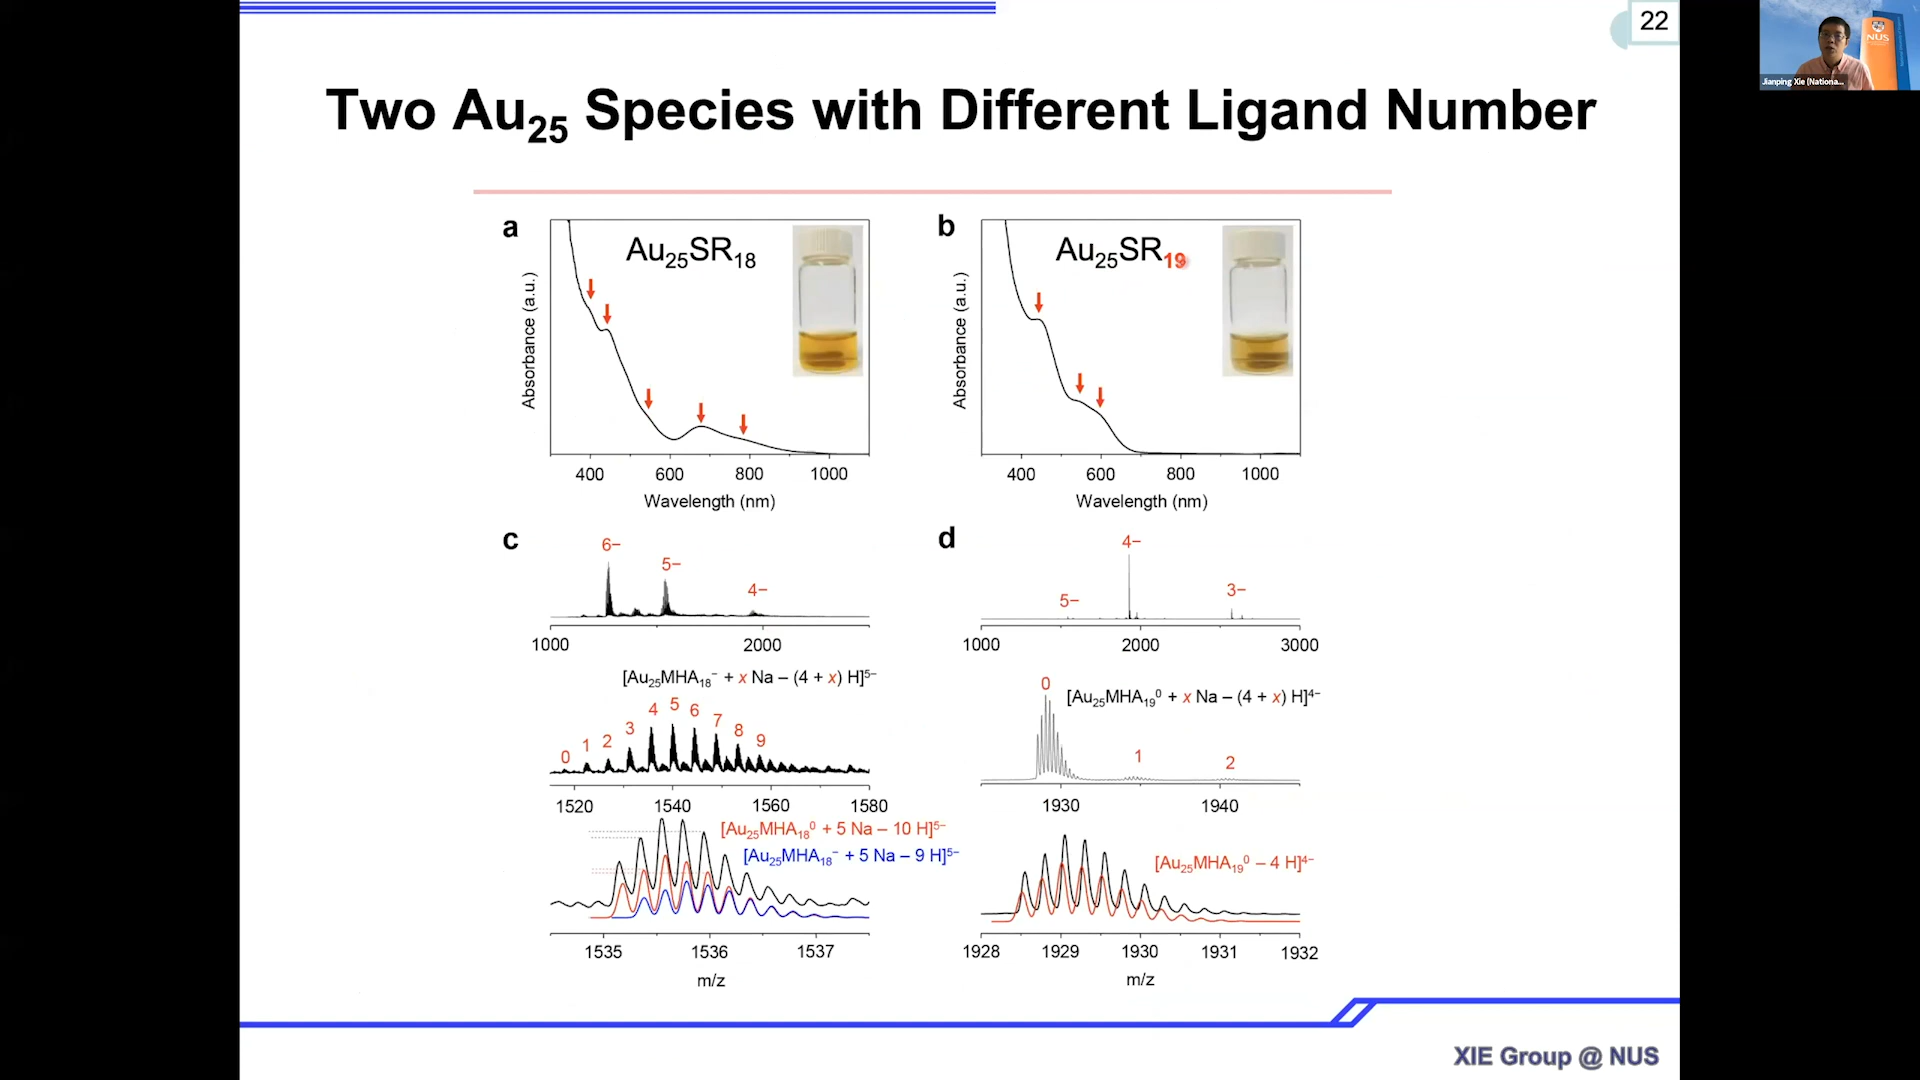 22
NUS
Jianping Xie (Nationa...
Two Au₂₅ Species with Different Ligand Number
a
Au₂₅SR₁₈
Absorbance (a.u.)
400 600 800 1000
Wavelength (nm)
b
Au₂₅SR₁₉
Absorbance (a.u.)
400 600 800 1000
Wavelength (nm)
c
6−
5−
4−
1000 2000
[Au₂₅MHA₁₈⁻ + x Na – (4 + x) H]⁵⁻
0 1 2 3 4 5 6 7 8 9
1520 1540 1560 1580
[Au₂₅MHA₁₈⁰ + 5 Na – 10 H]⁵⁻
[Au₂₅MHA₁₈⁻ + 5 Na – 9 H]⁵⁻
1535 1536 1537
m/z
d
4−
5−
3−
1000 2000 3000
0
[Au₂₅MHA₁₉⁰ + x Na – (4 + x) H]⁴⁻
1
2
1930 1940
[Au₂₅MHA₁₉⁰ – 4 H]⁴⁻
1928 1929 1930 1931 1932
m/z
XIE Group @ NUS